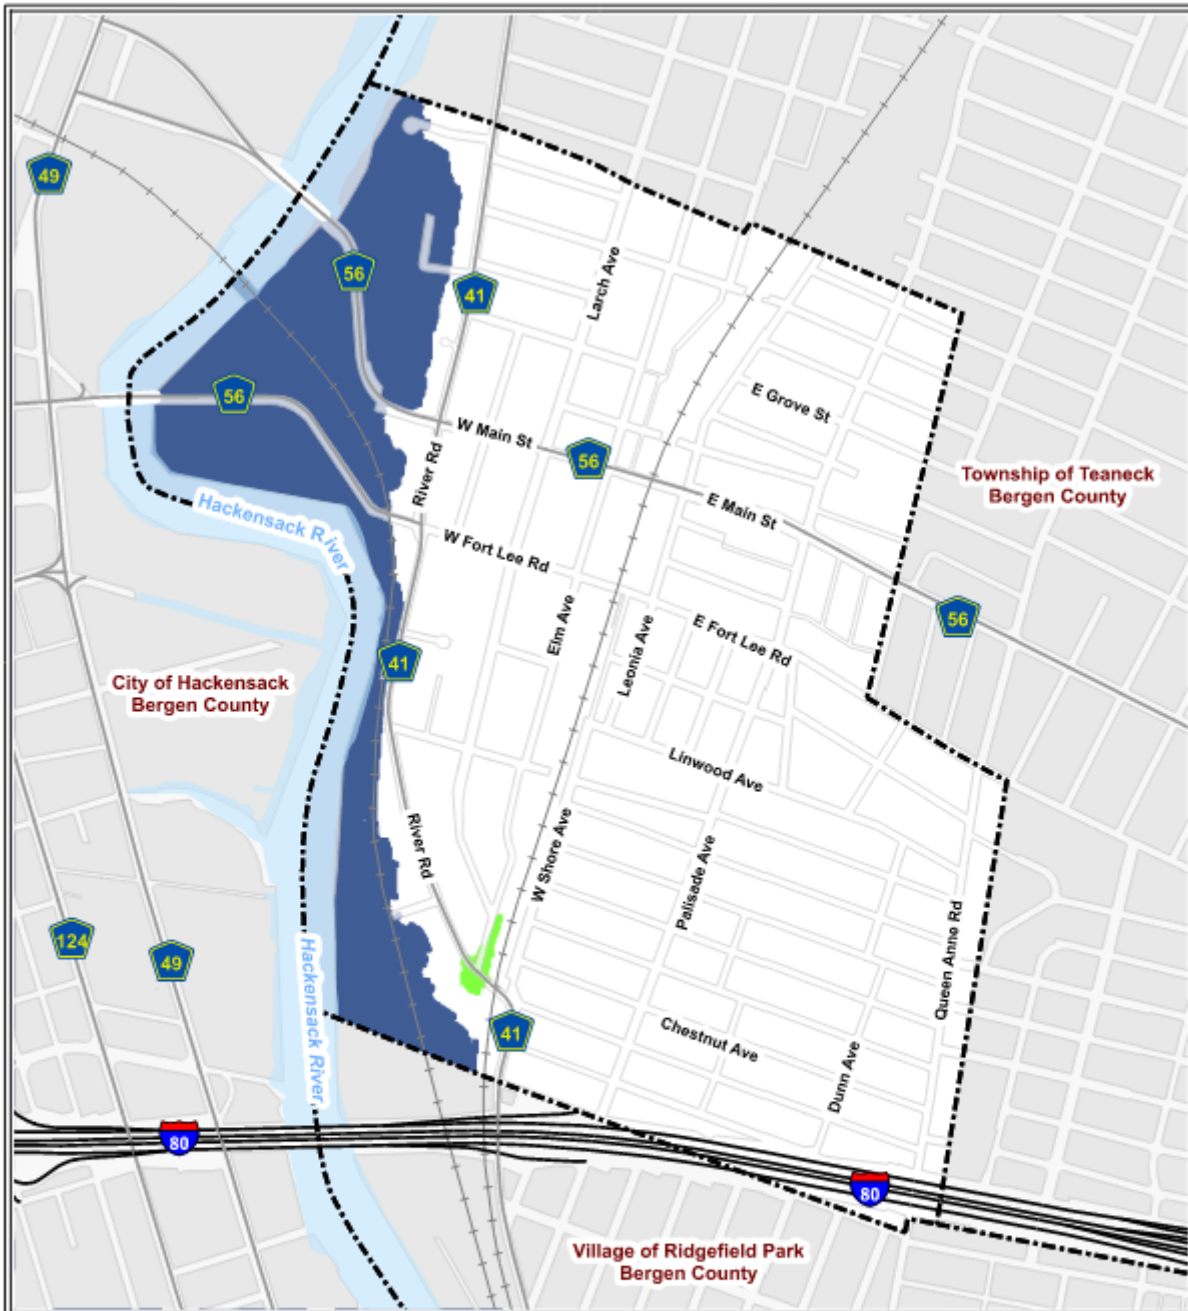 49
56
41
Larch Ave
56
E Grove St
W Main St
56
River Rd
Township of Teaneck
Bergen County
E Main St
Hackensack River
W Fort Lee Rd
Elm Ave
Leonia Ave
E Fort Lee Rd
56
41
City of Hackensack
Bergen County
Linwood Ave
River Rd
W Shore Ave
Palisade Ave
Queen Anne Rd
124
49
Hackensack River
41
Chestnut Ave
Dunn Ave
80
80
Village of Ridgefield Park
Bergen County